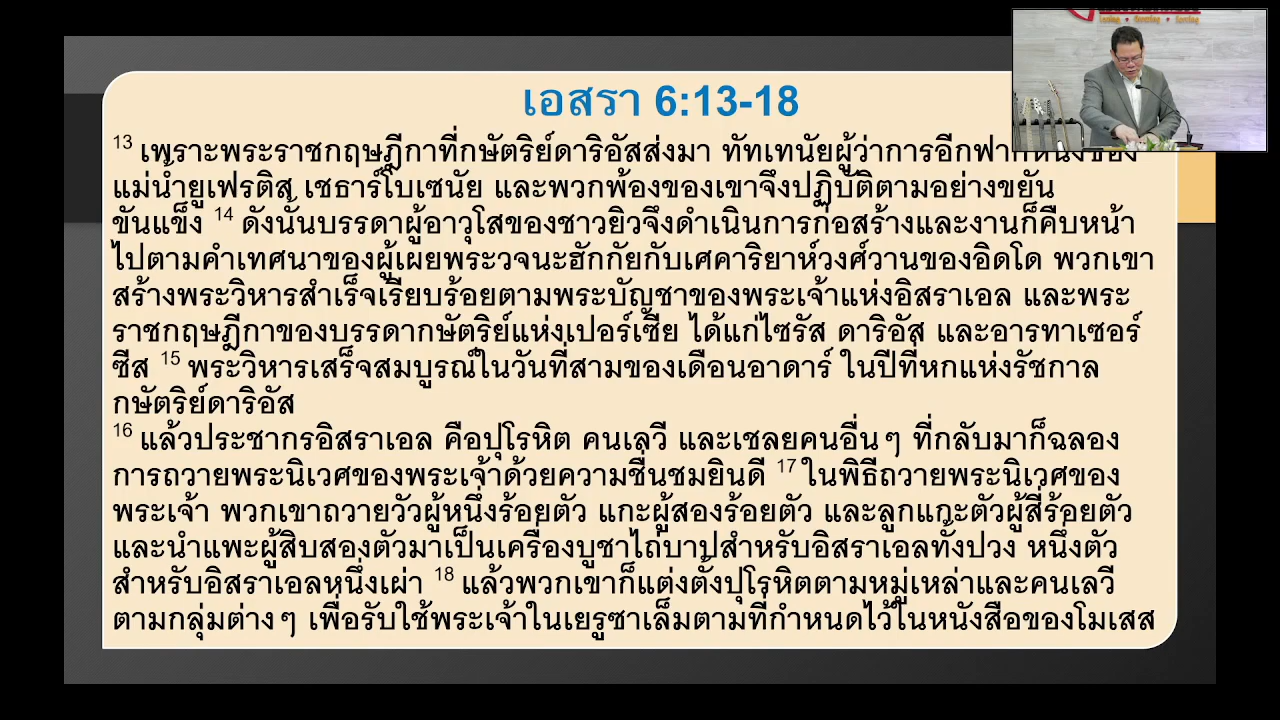 เอสรา 6:13-18
13 เพราะพระราชกฤษฎีกาที่กษัตริย์ดาริอัสส่งมา ทัทเทนัยผู้ว่าการอีกฟากหนึ่งของ
แม่น้ำยูเฟรติส เชธาร์โบเซนัย และพวกพ้องของเขาจึงปฏิบัติตามอย่างขยัน
ขันแข็ง 14 ดังนั้นบรรดาผู้อาวุโสของชาวยิวจึงดำเนินการก่อสร้างและงานก็คืบหน้า
ไปตามคำเทศนาของผู้เผยพระวจนะฮักกัยกับเศคาริยาห์วงศ์วานของอิดโด พวกเขา
สร้างพระวิหารสำเร็จเรียบร้อยตามพระบัญชาของพระเจ้าแห่งอิสราเอล และพระ
ราชกฤษฎีกาของบรรดากษัตริย์แห่งเปอร์เซีย ได้แก่ไซรัส ดาริอัส และอารทาเซอร์
ซีส 15 พระวิหารเสร็จสมบูรณ์ในวันที่สามของเดือนอาดาร์ ในปีที่หกแห่งรัชกาล
กษัตริย์ดาริอัส
16 แล้วประชากรอิสราเอล คือปุโรหิต คนเลวี และเชลยคนอื่นๆ ที่กลับมาก็ฉลอง
การถวายพระนิเวศของพระเจ้าด้วยความชื่นชมยินดี 17 ในพิธีถวายพระนิเวศของ
พระเจ้า พวกเขาถวายวัวผู้หนึ่งร้อยตัว แกะผู้สองร้อยตัว และลูกแกะตัวผู้สี่ร้อยตัว
และนำแพะผู้สิบสองตัวมาเป็นเครื่องบูชาไถ่บาปสำหรับอิสราเอลทั้งปวง หนึ่งตัว
สำหรับอิสราเอลหนึ่งเผ่า 18 แล้วพวกเขาก็แต่งตั้งปุโรหิตตามหมู่เหล่าและคนเลวี
ตามกลุ่มต่างๆ เพื่อรับใช้พระเจ้าในเยรูซาเล็มตามที่กำหนดไว้ในหนังสือของโมเสส